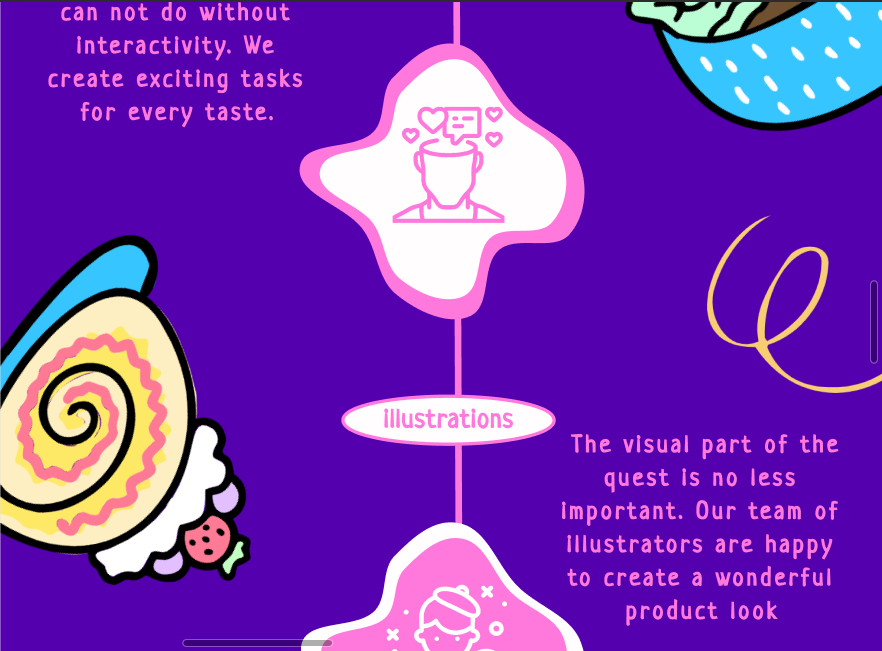 can not do without
interactivity. We
create exciting tasks
for every taste.
illustrations
The visual part of the
quest is no less
important. Our team of
illustrators are happy
to create a wonderful
product look